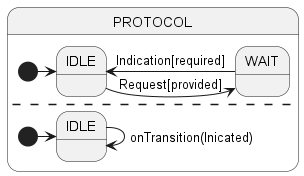 PROTOCOL
IDLE
Indication[required]
WAIT
Request[provided]
IDLE
onTransition(Inicated)